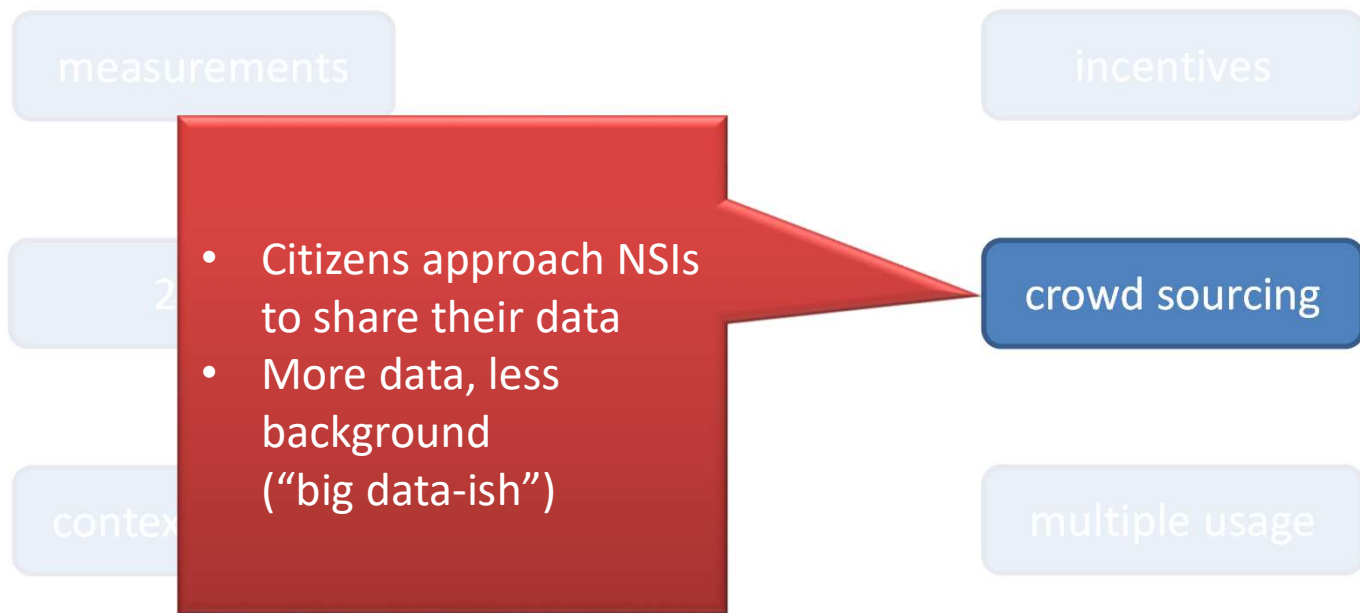 measurements
incentives
• Citizens approach NSIs
to share their data
• More data, less
background
(“big data-ish”)
crowd sourcing
multiple usage